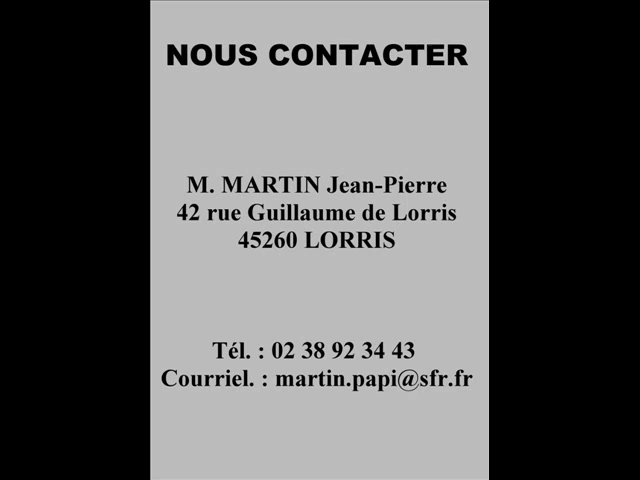 NOUS CONTACTER
M. MARTIN Jean-Pierre
42 rue Guillaume de Lorris
45260 LORRIS
Tél. : 02 38 92 34 43
Courriel. : martin.papi@sfr.fr